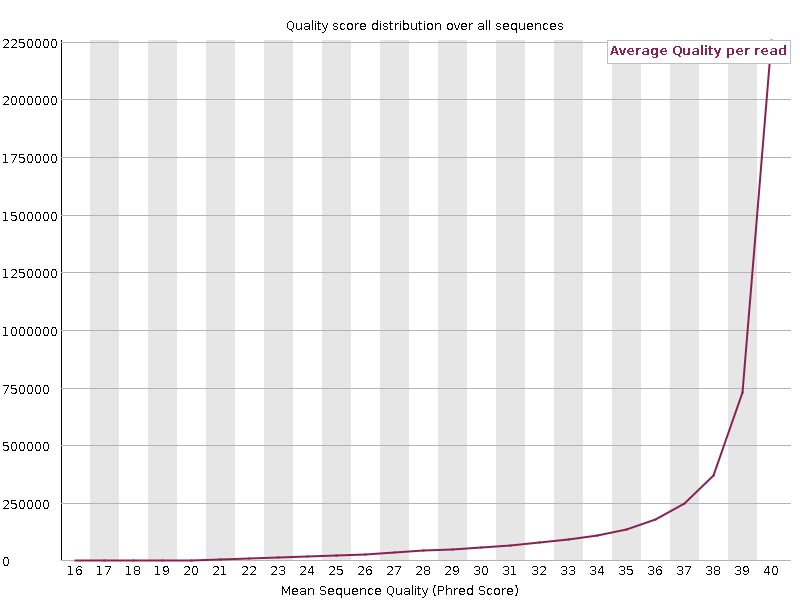 Quality score distribution over all sequences
Average Quality per read
2250000
2000000
1750000
1500000
1250000
1000000
750000
500000
250000
0
16 17 18 19 20 21 22 23 24 25 26 27 28 29 30 31 32 33 34 35 36 37 38 39 40
Mean Sequence Quality (Phred Score)